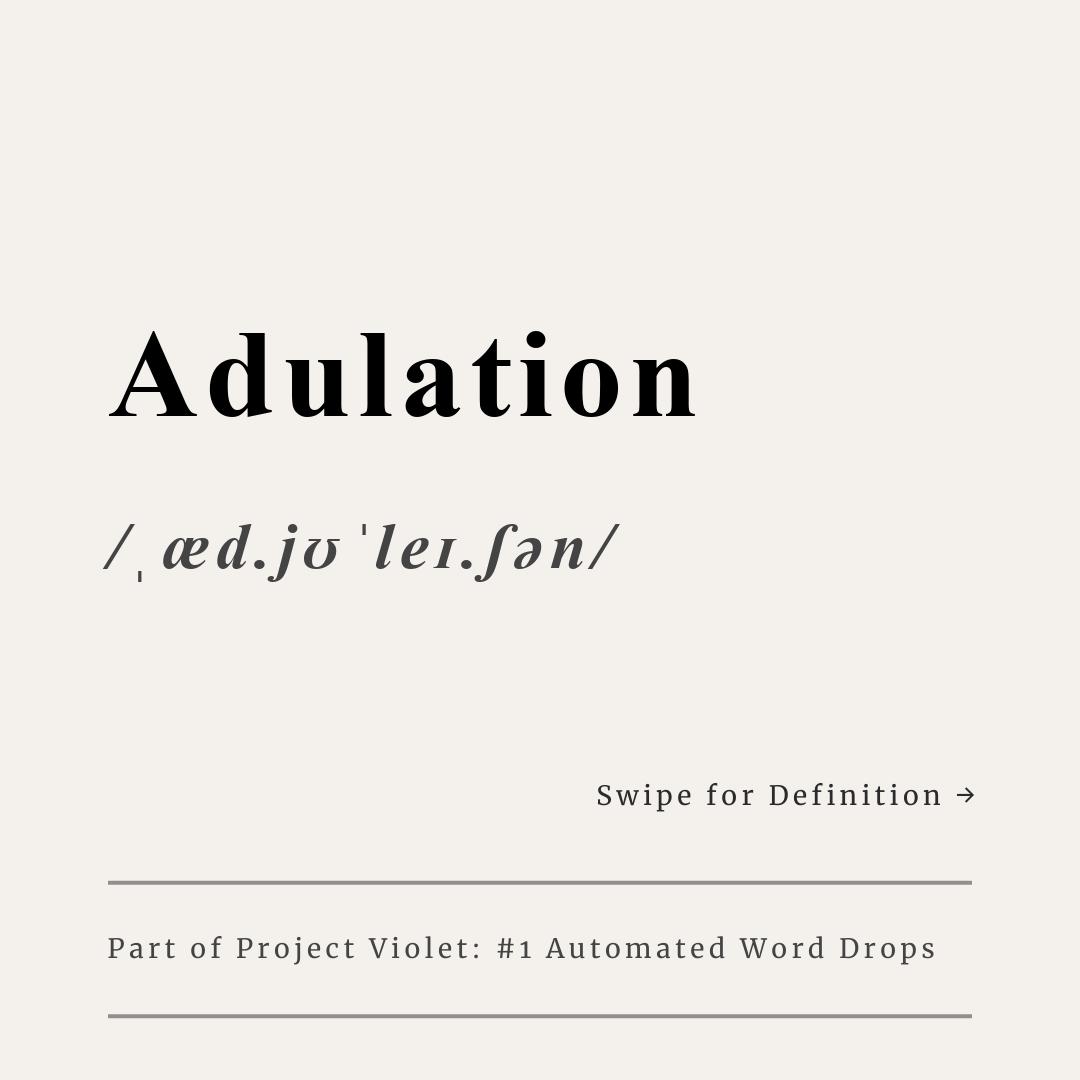 Adulation
/ˌæd.jʊˈleɪ.ʃən/
Swipe for Definition →
Part of Project Violet: #1 Automated Word Drops